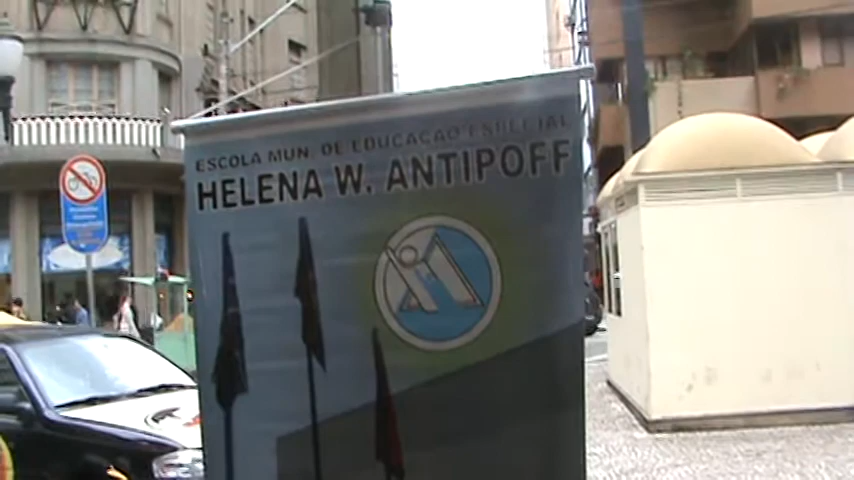 ESCOLA MUN. DE EDUCAÇÃO ESPECIAL
HELENA W. ANTIPOFF